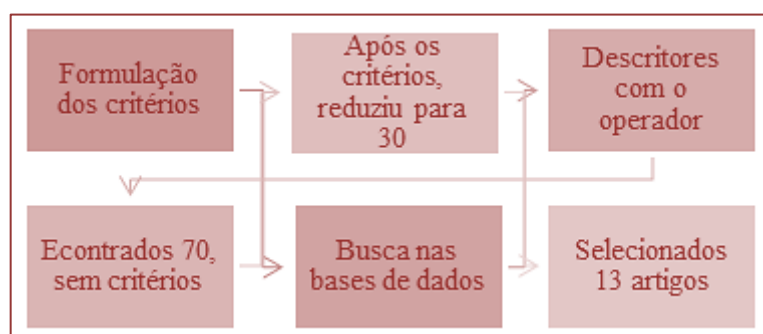 Formulação
dos critérios
Após os
critérios,
reduziu para
30
Descritores
com o
operador
Econtrados 70,
sem critérios
Busca nas
bases de dados
Selecionados
13 artigos